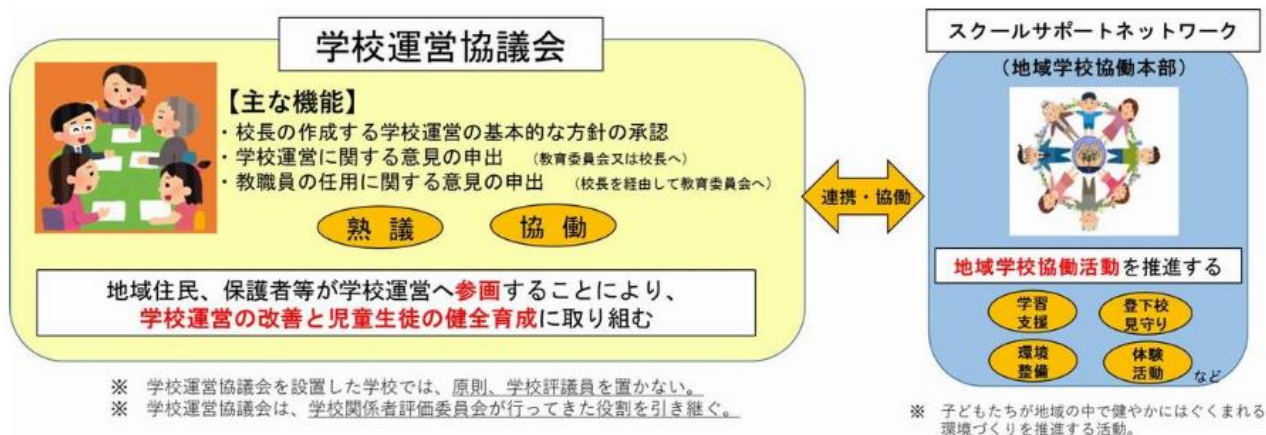 学校運営協議会
【主な機能】
・校長の作成する学校運営の基本的な方針の承認
・学校運営に関する意見の申出 （教育委員会又は校長へ）
・教職員の任用に関する意見の申出 （校長を経由して教育委員会へ）
熟 議
協 働
地域住民、保護者等が学校運営へ参画することにより、
学校運営の改善と児童生徒の健全育成に取り組む
※ 学校運営協議会を設置した学校では、原則、学校評議員を置かない。
※ 学校運営協議会は、学校関係者評価委員会が行ってきた役割を引き継ぐ。
連携・協働
スクールサポートネットワーク
（地域学校協働本部）
地域学校協働活動を推進する
学習
支援
登下校
見守り
環境
整備
体験
活動
など
※ 子どもたちが地域の中で健やかにはぐくまれる
環境づくりを推進する活動。